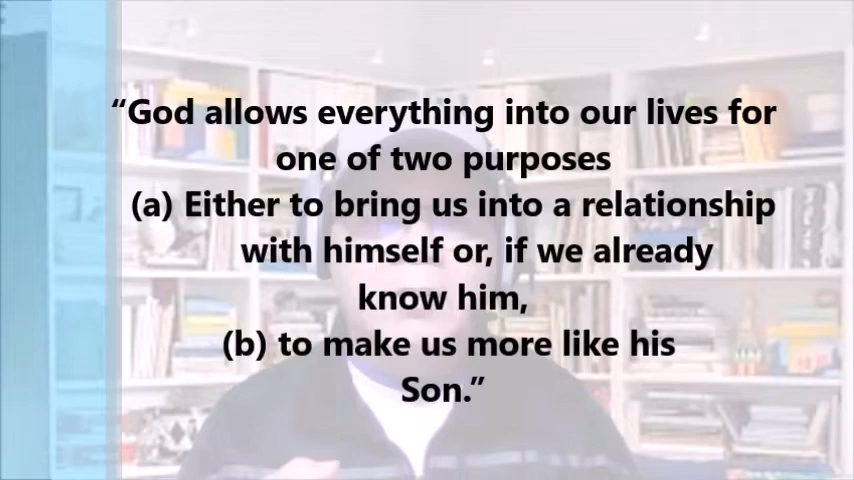 “God allows everything into our lives for
one of two purposes
(a) Either to bring us into a relationship
with himself or, if we already
know him,
(b) to make us more like his
Son.”